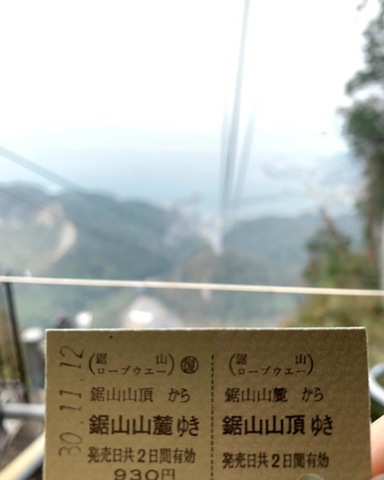 30.11.12
(鋸山ロープウエー) 復
鋸山山頂 から
鋸山山麓 ゆき
発売日共2日間有効
930円
(鋸山ロープウエー)
鋸山山麓 から
鋸山山頂 ゆき
発売日共2日間有効